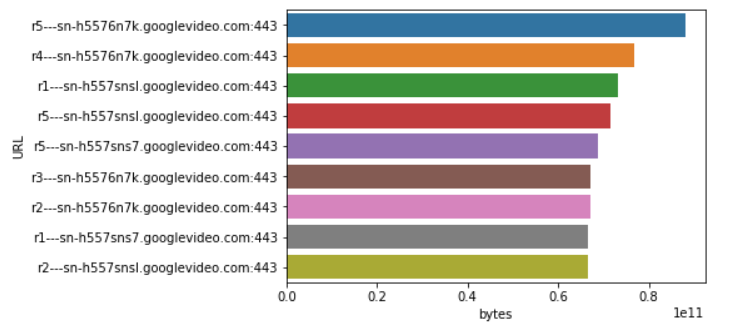 r5---sn-h5576n7k.googlevideo.com:443
r4---sn-h5576n7k.googlevideo.com:443
r1---sn-h557snsl.googlevideo.com:443
r5---sn-h557snsl.googlevideo.com:443
r5---sn-h557sns7.googlevideo.com:443
r3---sn-h5576n7k.googlevideo.com:443
r2---sn-h5576n7k.googlevideo.com:443
r1---sn-h557sns7.googlevideo.com:443
r2---sn-h557snsl.googlevideo.com:443
URL
0.0 0.2 0.4 0.6 0.8
bytes
1e11